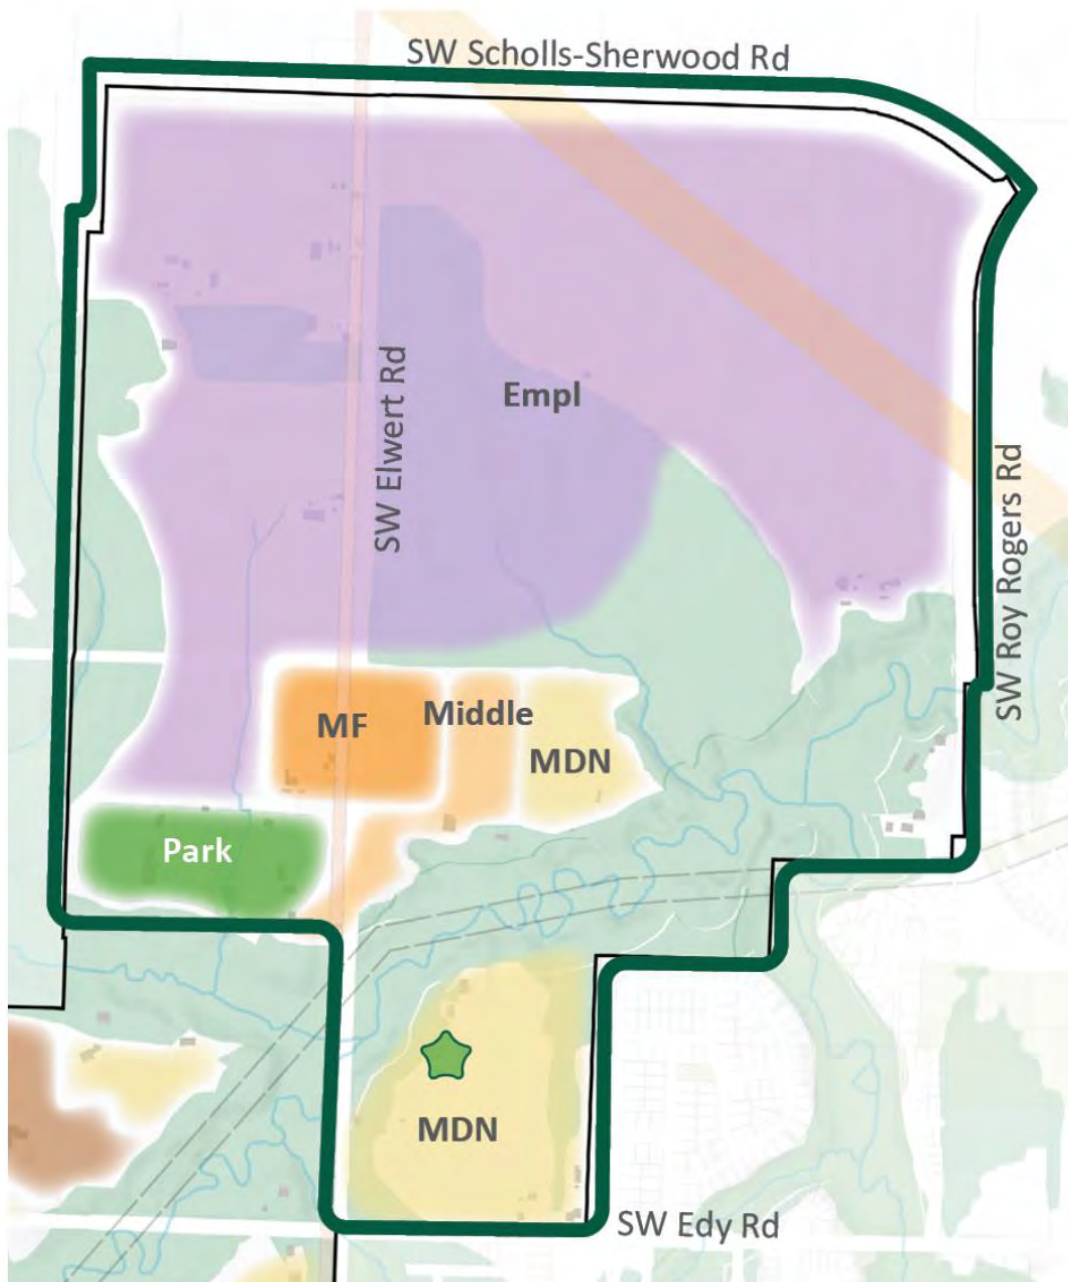 SW Scholls-Sherwood Rd
Empl
SW Elwert Rd
SW Roy Rogers Rd
MF
Middle
MDN
Park
MDN
SW Edy Rd